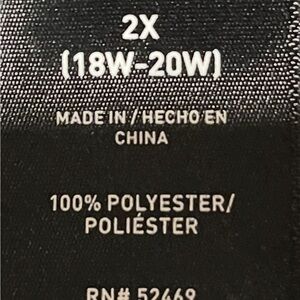 2X
(18W-20W)
MADE IN / HECHO EN
CHINA
100% POLYESTER/
POLIÉSTER
RN# 52469